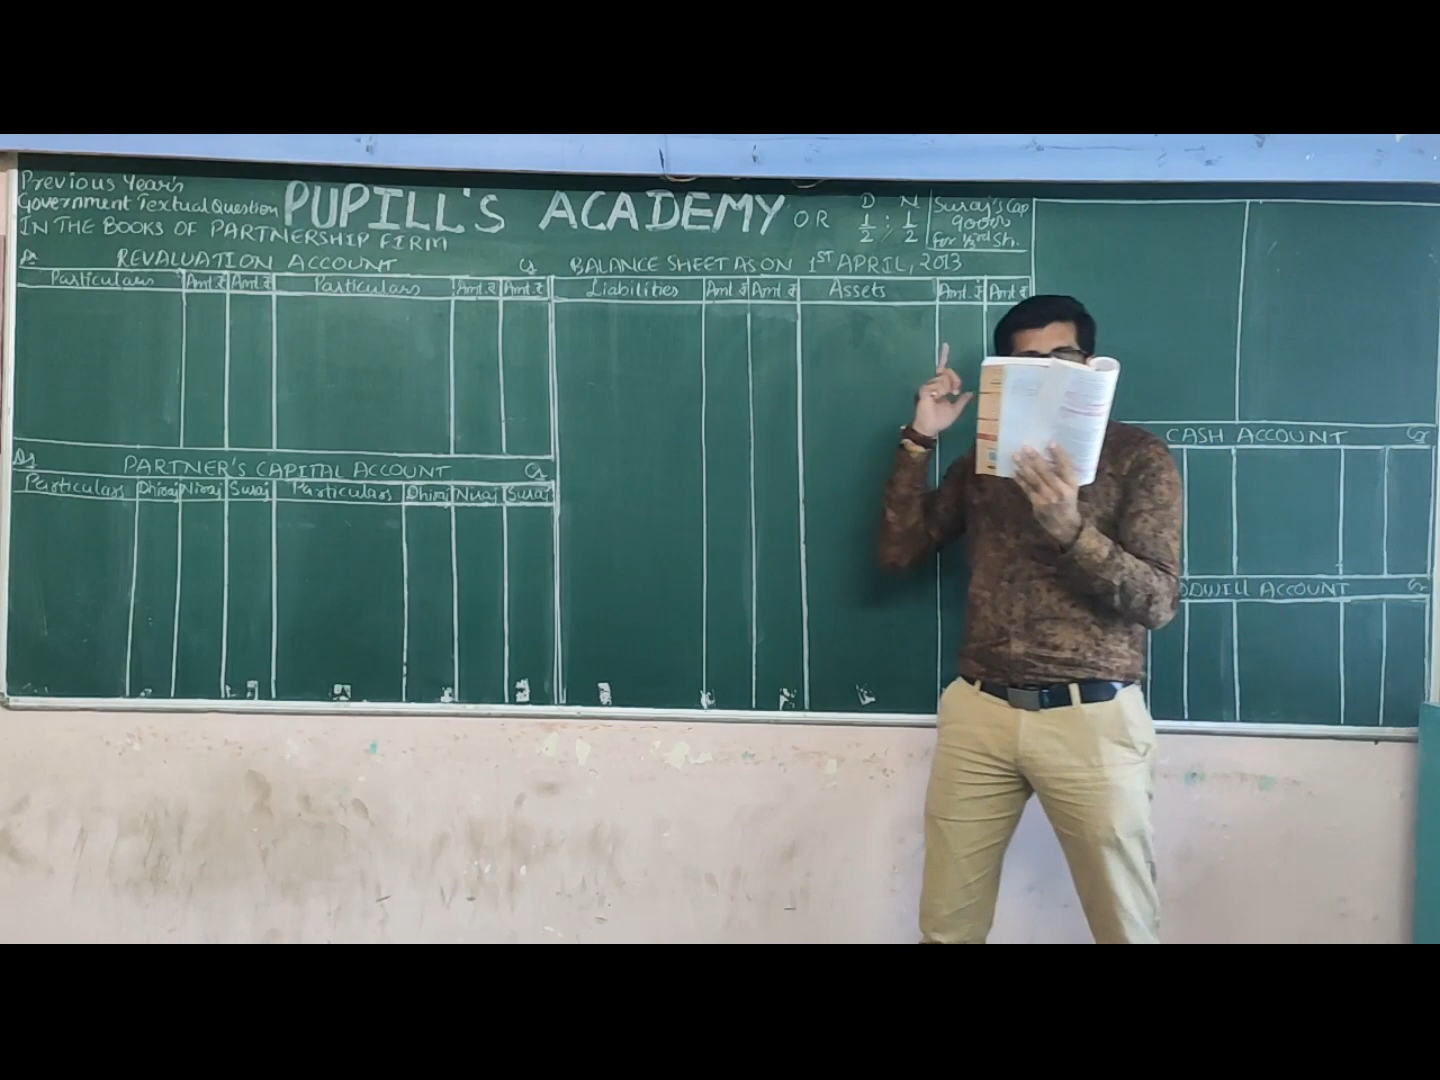 Previous Year's
Government Textual Question
PUPILL'S ACADEMY
OR
D N
1/2 : 1/2
Suraj's Cap
90000
For 1/3rd Sh.
IN THE BOOKS OF PARTNERSHIP FIRM
Dr REVALUATION ACCOUNT Cr
Particulars Amt.₹ Amt.₹ Particulars Amt.₹ Amt.₹
BALANCE SHEET AS ON 1ST APRIL, 2013
Liabilities Amt.₹ Amt.₹ Assets Amt.₹ Amt.₹
Dr PARTNER'S CAPITAL ACCOUNT Cr
Particulars Dhiraj Niraj Suraj Particulars Dhiraj Niraj Suraj
CASH ACCOUNT Cr
ODWILL ACCOUNT Cr